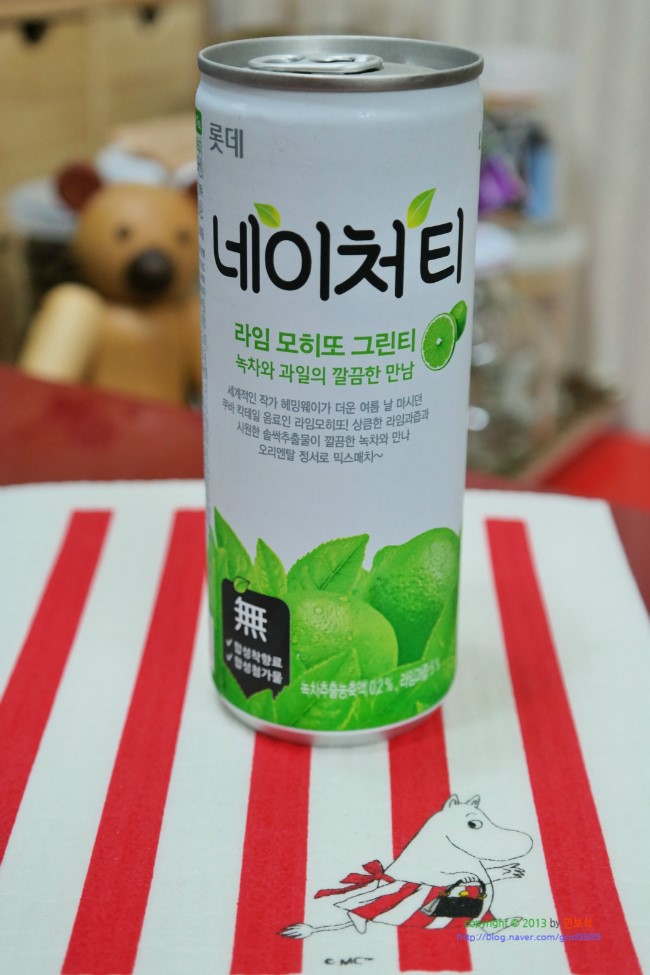 롯데
네이처티
라임 모히또 그린티
녹차와 과일의 깔끔한 만남
세계적인 작가 헤밍웨이가 더운 여름 날 마시던
쿠바 칵테일 음료인 라임모히또! 상큼한 라임과즙과
시원한 솔싹추출물이 깔끔한 녹차와 만나
오리엔탈 정서로 믹스매치~
無
합성착향료
합성첨가물
녹차추출농축액 0.2%, 라임과즙
© MC™
copyright © 2013 by